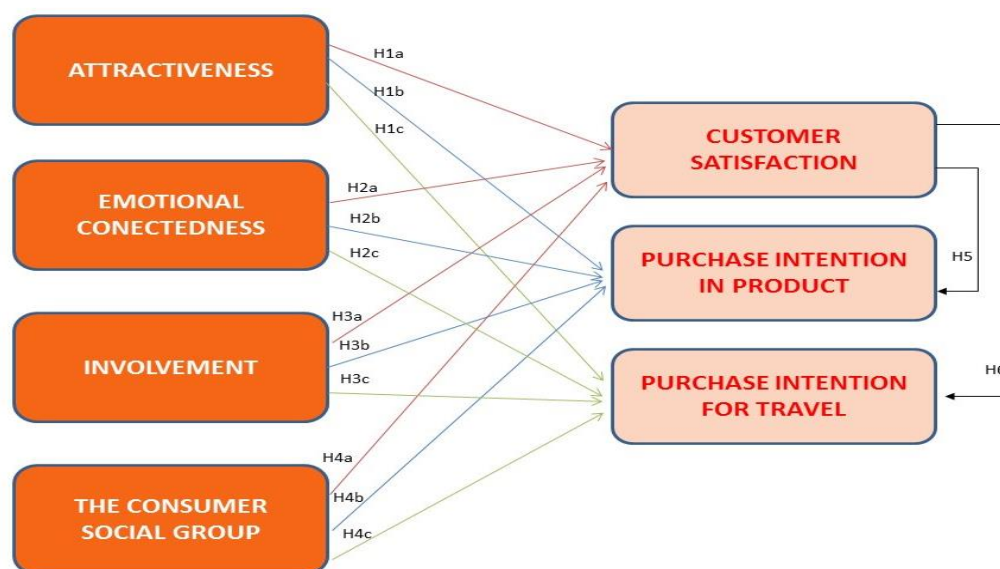 ATTRACTIVENESS
H1a
H1b
H1c
EMOTIONAL
CONECTEDNESS
H2a
H2b
H2c
INVOLVEMENT
H3a
H3b
H3c
THE CONSUMER
SOCIAL GROUP
H4a
H4b
H4c
CUSTOMER
SATISFACTION
PURCHASE INTENTION
IN PRODUCT
H5
PURCHASE INTENTION
FOR TRAVEL
H6